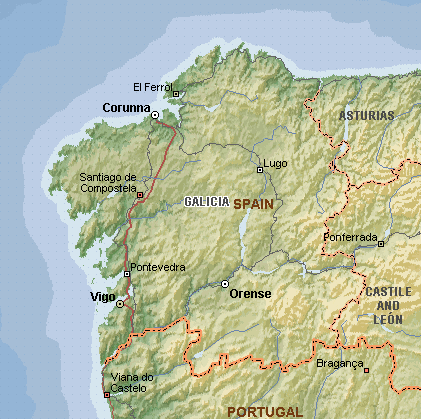 El Ferròl
Corunna
ASTURIAS
Lugo
Santiago de
Compostela
GALICIA
SPAIN
Ponferrada
Pontevedra
Vigo
Orense
CASTILE
AND
LEÓN
Bragança
Viana do
Castelo
PORTUGAL